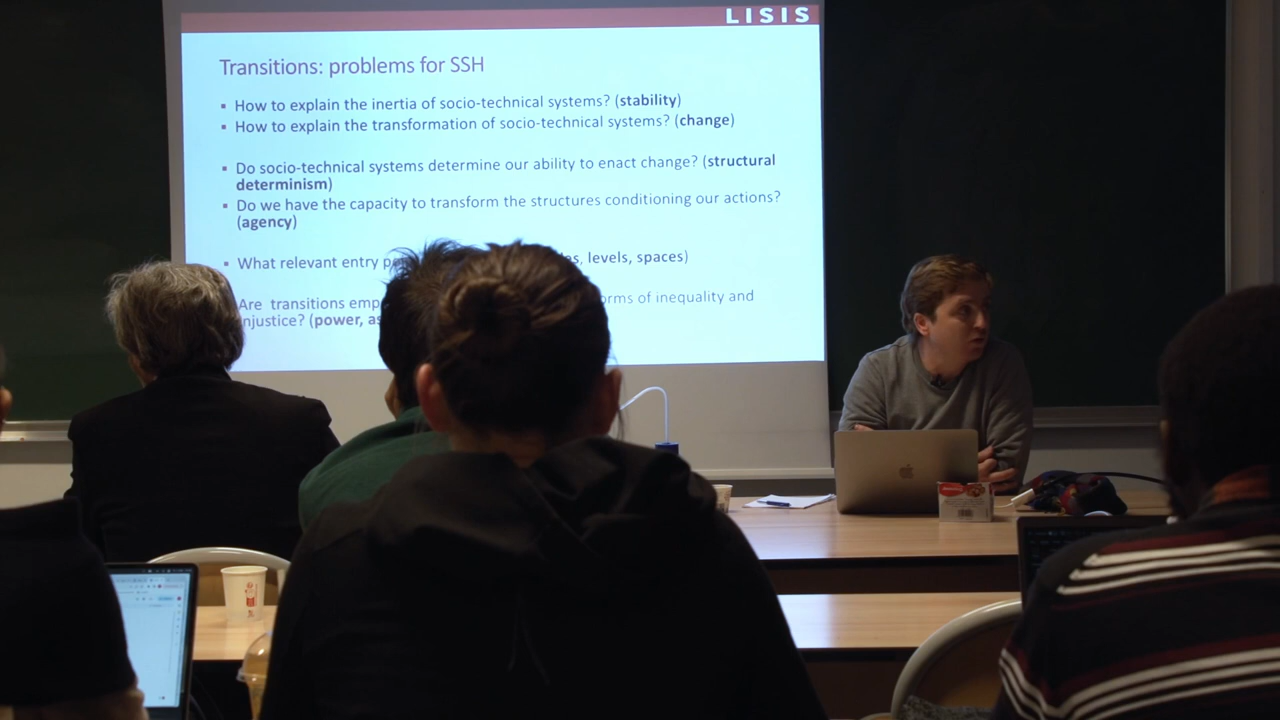 LISIS
Transitions: problems for SSH
▪ How to explain the inertia of socio-technical systems? (stability)
▪ How to explain the transformation of socio-technical systems? (change)
▪ Do socio-technical systems determine our ability to enact change? (structural
determinism)
▪ Do we have the capacity to transform the structures conditioning our actions?
(agency)
▪ What relevant entry levels, spaces)
Are transitions forms of inequality and
injustice? (power,